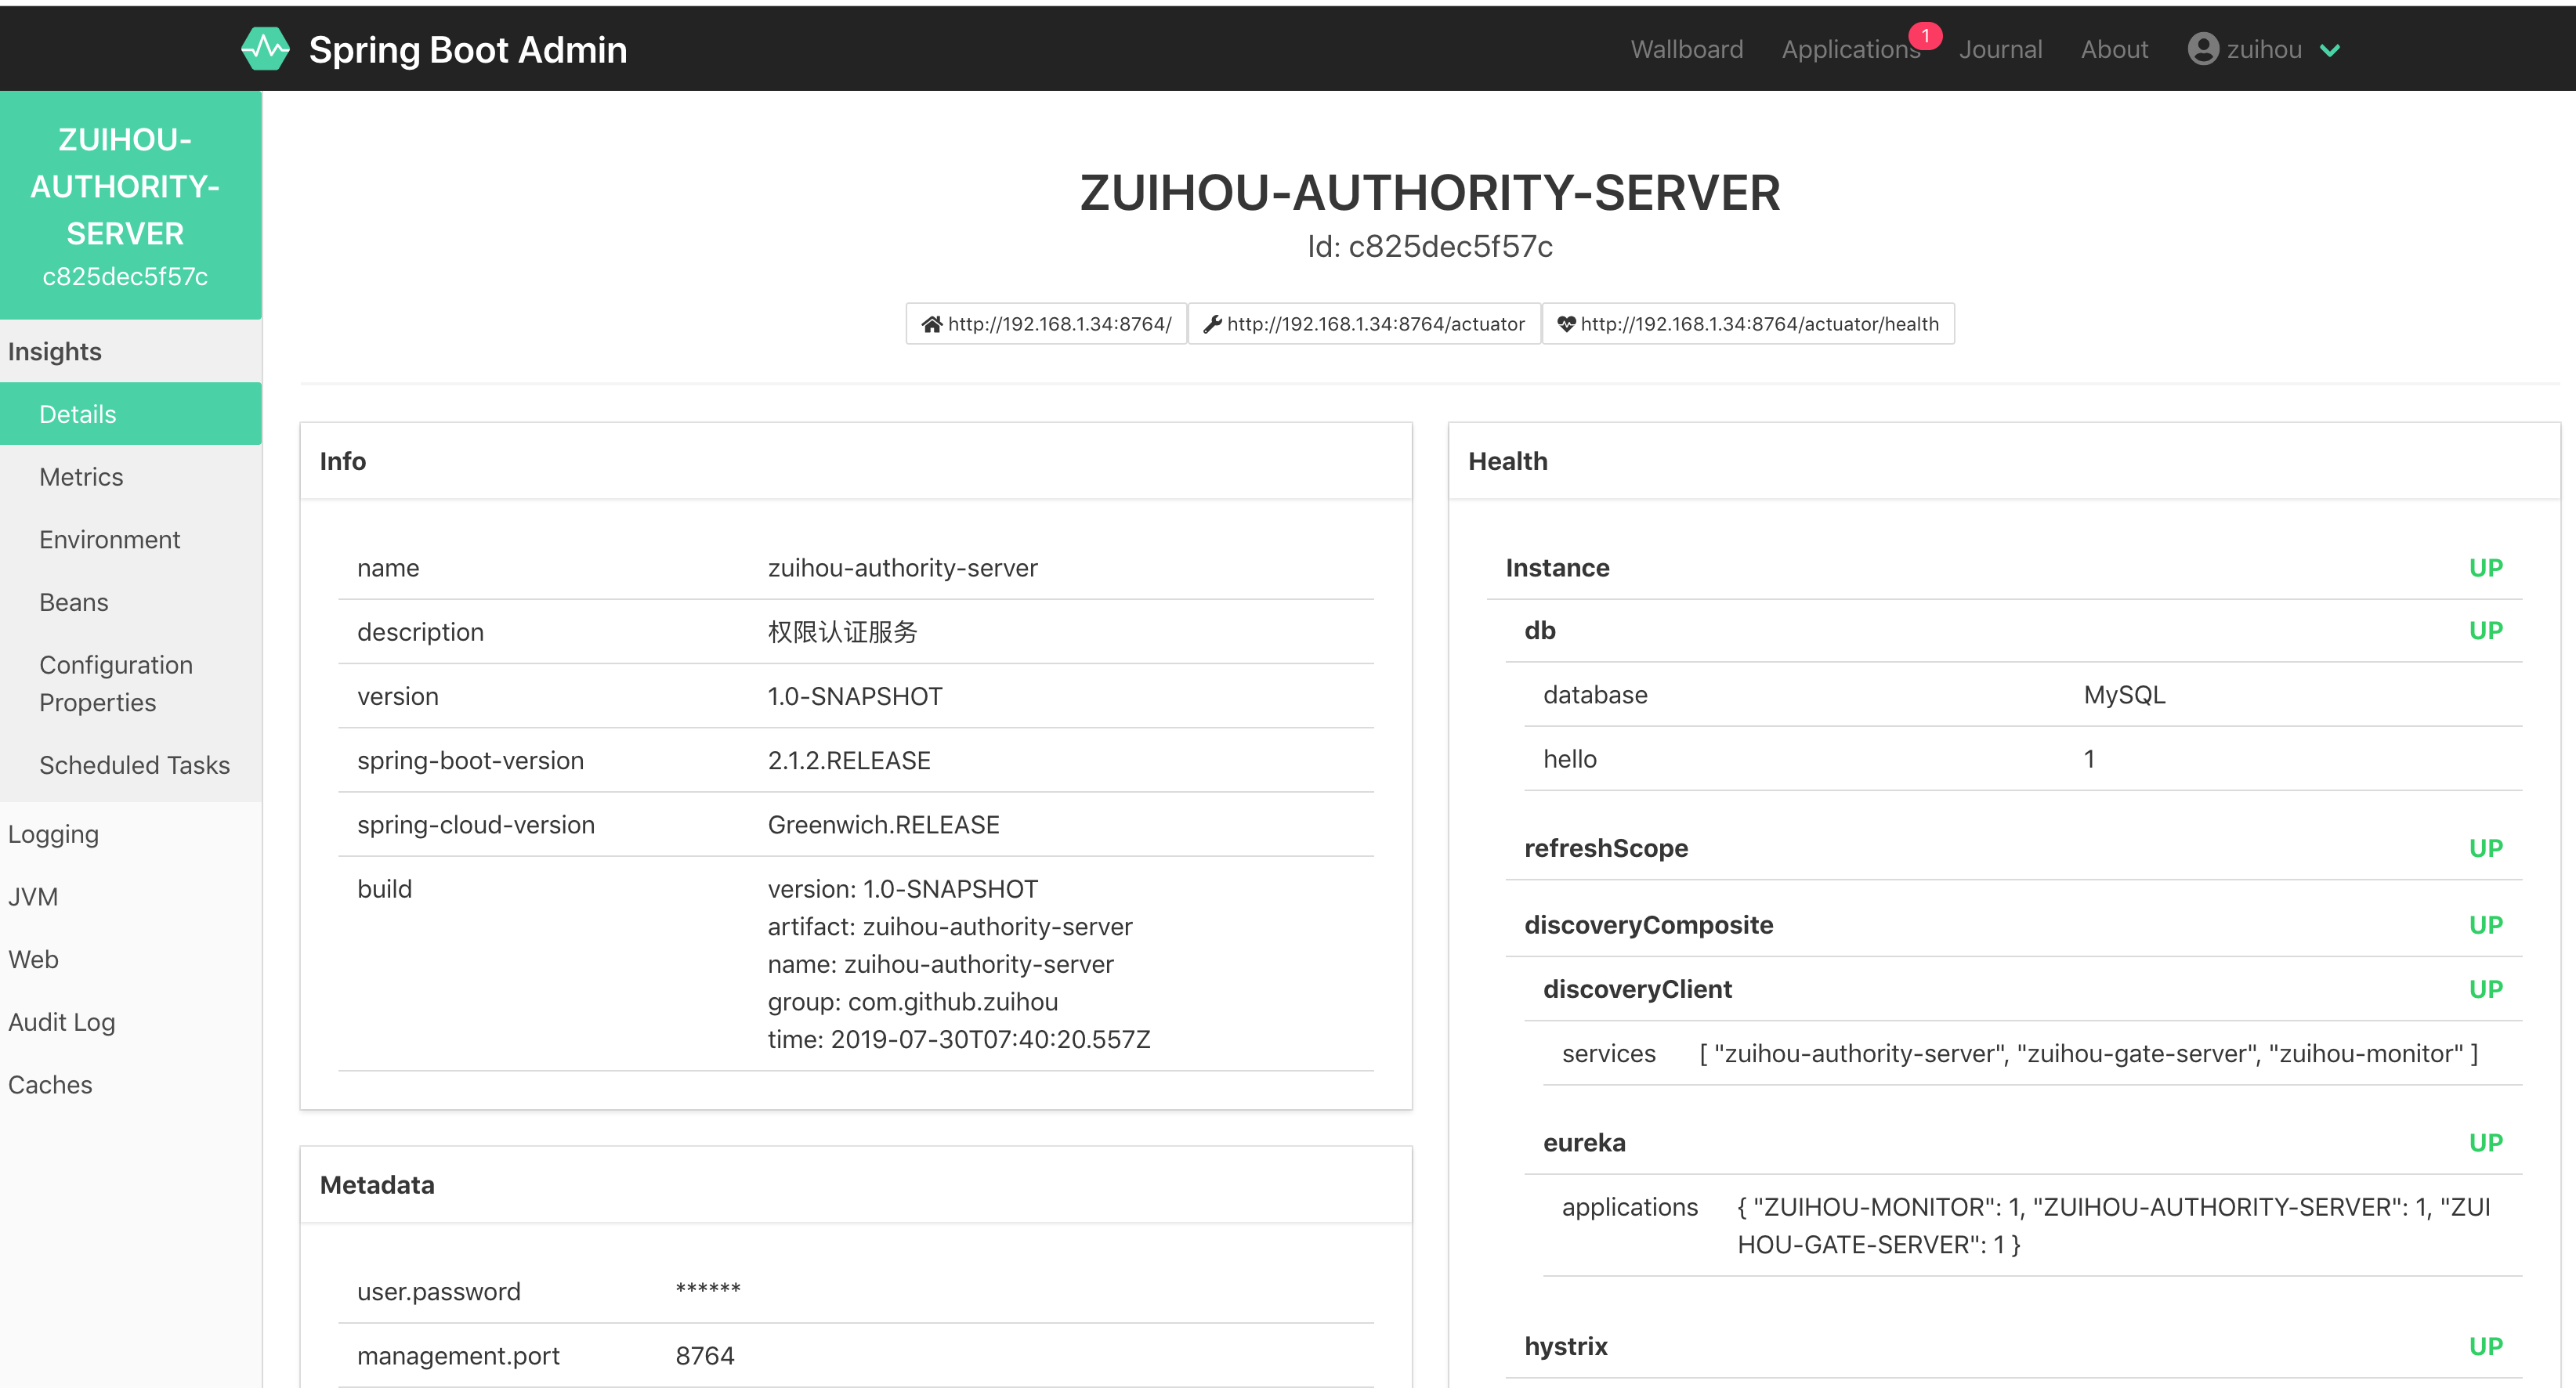 Spring Boot Admin
Wallboard
Applications
1
Journal
About
zuihou
ZUIHOU-
AUTHORITY-
SERVER
c825dec5f57c
Insights
Details
Metrics
Environment
Beans
Configuration
Properties
Scheduled Tasks
Logging
JVM
Web
Audit Log
Caches
ZUIHOU-AUTHORITY-SERVER
Id: c825dec5f57c
http://192.168.1.34:8764/
http://192.168.1.34:8764/actuator
http://192.168.1.34:8764/actuator/health
Info
name zuihou-authority-server
description 权限认证服务
version 1.0-SNAPSHOT
spring-boot-version 2.1.2.RELEASE
spring-cloud-version Greenwich.RELEASE
build version: 1.0-SNAPSHOT
artifact: zuihou-authority-server
name: zuihou-authority-server
group: com.github.zuihou
time: 2019-07-30T07:40:20.557Z
Metadata
user.password ******
management.port 8764
Health
Instance UP
db UP
database MySQL
hello 1
refreshScope UP
discoveryComposite UP
discoveryClient UP
services [ "zuihou-authority-server", "zuihou-gate-server", "zuihou-monitor" ]
eureka UP
applications { "ZUIHOU-MONITOR": 1, "ZUIHOU-AUTHORITY-SERVER": 1, "ZUI
HOU-GATE-SERVER": 1 }
hystrix UP